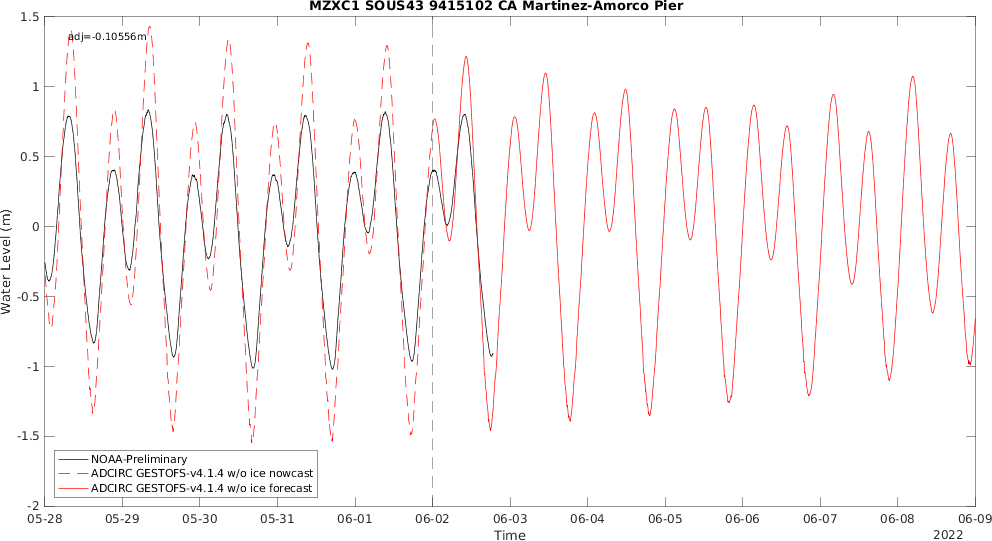 MZXC1 SOUS43 9415102 CA Martinez-Amorco Pier
adj=-0.10556m
1.5
1
0.5
0
-0.5
-1
-1.5
-2
Water Level (m)
NOAA-Preliminary
ADCIRC GESTOFS-v4.1.4 w/o ice nowcast
ADCIRC GESTOFS-v4.1.4 w/o ice forecast
05-28 05-29 05-30 05-31 06-01 06-02 06-03 06-04 06-05 06-06 06-07 06-08 06-09
Time
2022